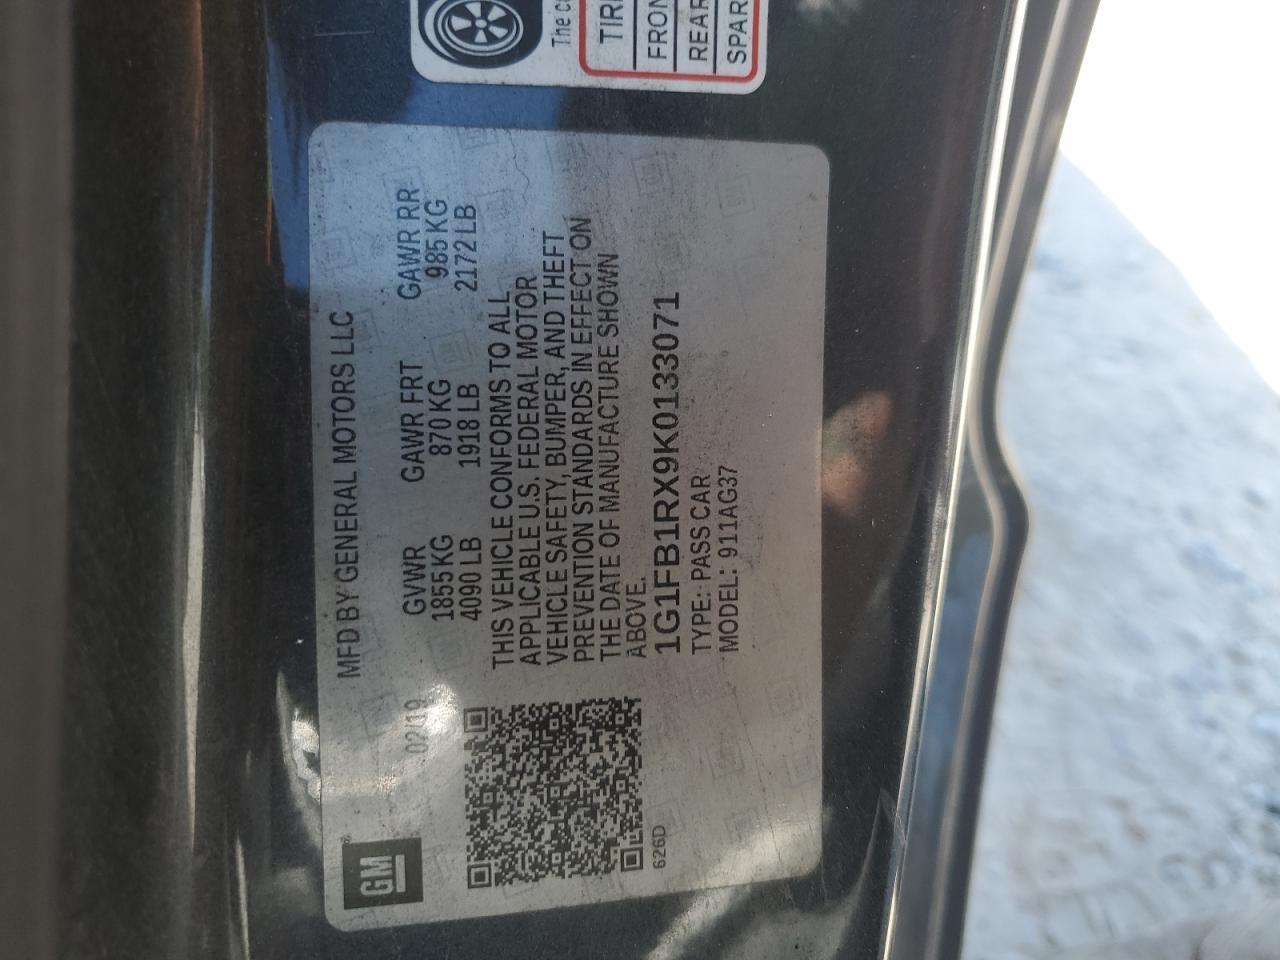 The
TIR
FRON
REAR
SPAR
MFD BY GENERAL MOTORS LLC
02/19
GVWR GAWR FRT GAWR RR
1855 KG 870 KG 985 KG
4090 LB 1918 LB 2172 LB
THIS VEHICLE CONFORMS TO ALL
APPLICABLE U.S. FEDERAL MOTOR
VEHICLE SAFETY, BUMPER, AND THEFT
PREVENTION STANDARDS IN EFFECT ON
THE DATE OF MANUFACTURE SHOWN
ABOVE.
1G1FB1RX9K0133071
TYPE: PASS CAR
MODEL: 911AG37
GM
626D